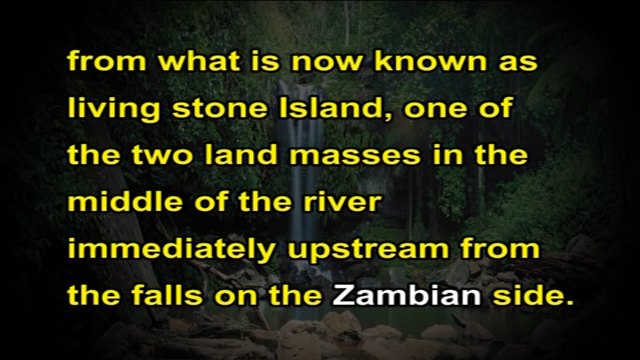 from what is now known as
living stone Island, one of
the two land masses in the
middle of the river
immediately upstream from
the falls on the Zambian side.